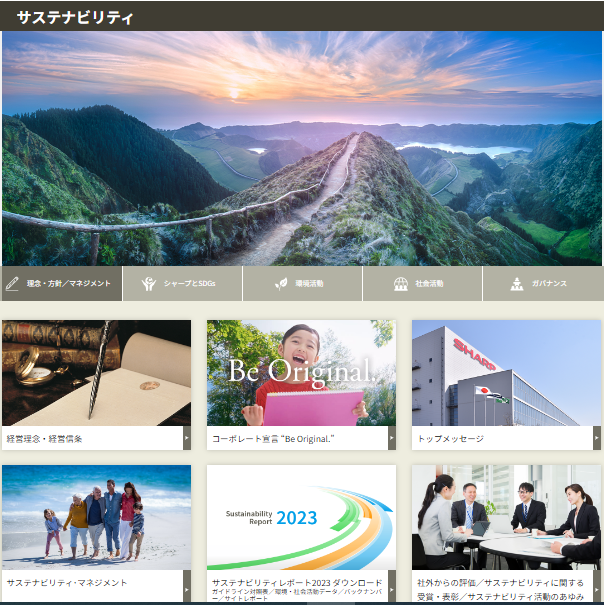 サステナビリティ
理念・方針／マネジメント
シャープとSDGs
環境活動
社会活動
ガバナンス
Be Original.
SHARP
経営理念・経営信条
コーポレート宣言 “Be Original.”
トップメッセージ
Sustainability
Report 2023
サステナビリティ･マネジメント
サステナビリティレポート2023 ダウンロード
ガイドライン対照表／環境・社会活動データ／バックナンバ
ー／サイトレポート
社外からの評価／サステナビリティに関する
受賞・表彰／サステナビリティ活動のあゆみ